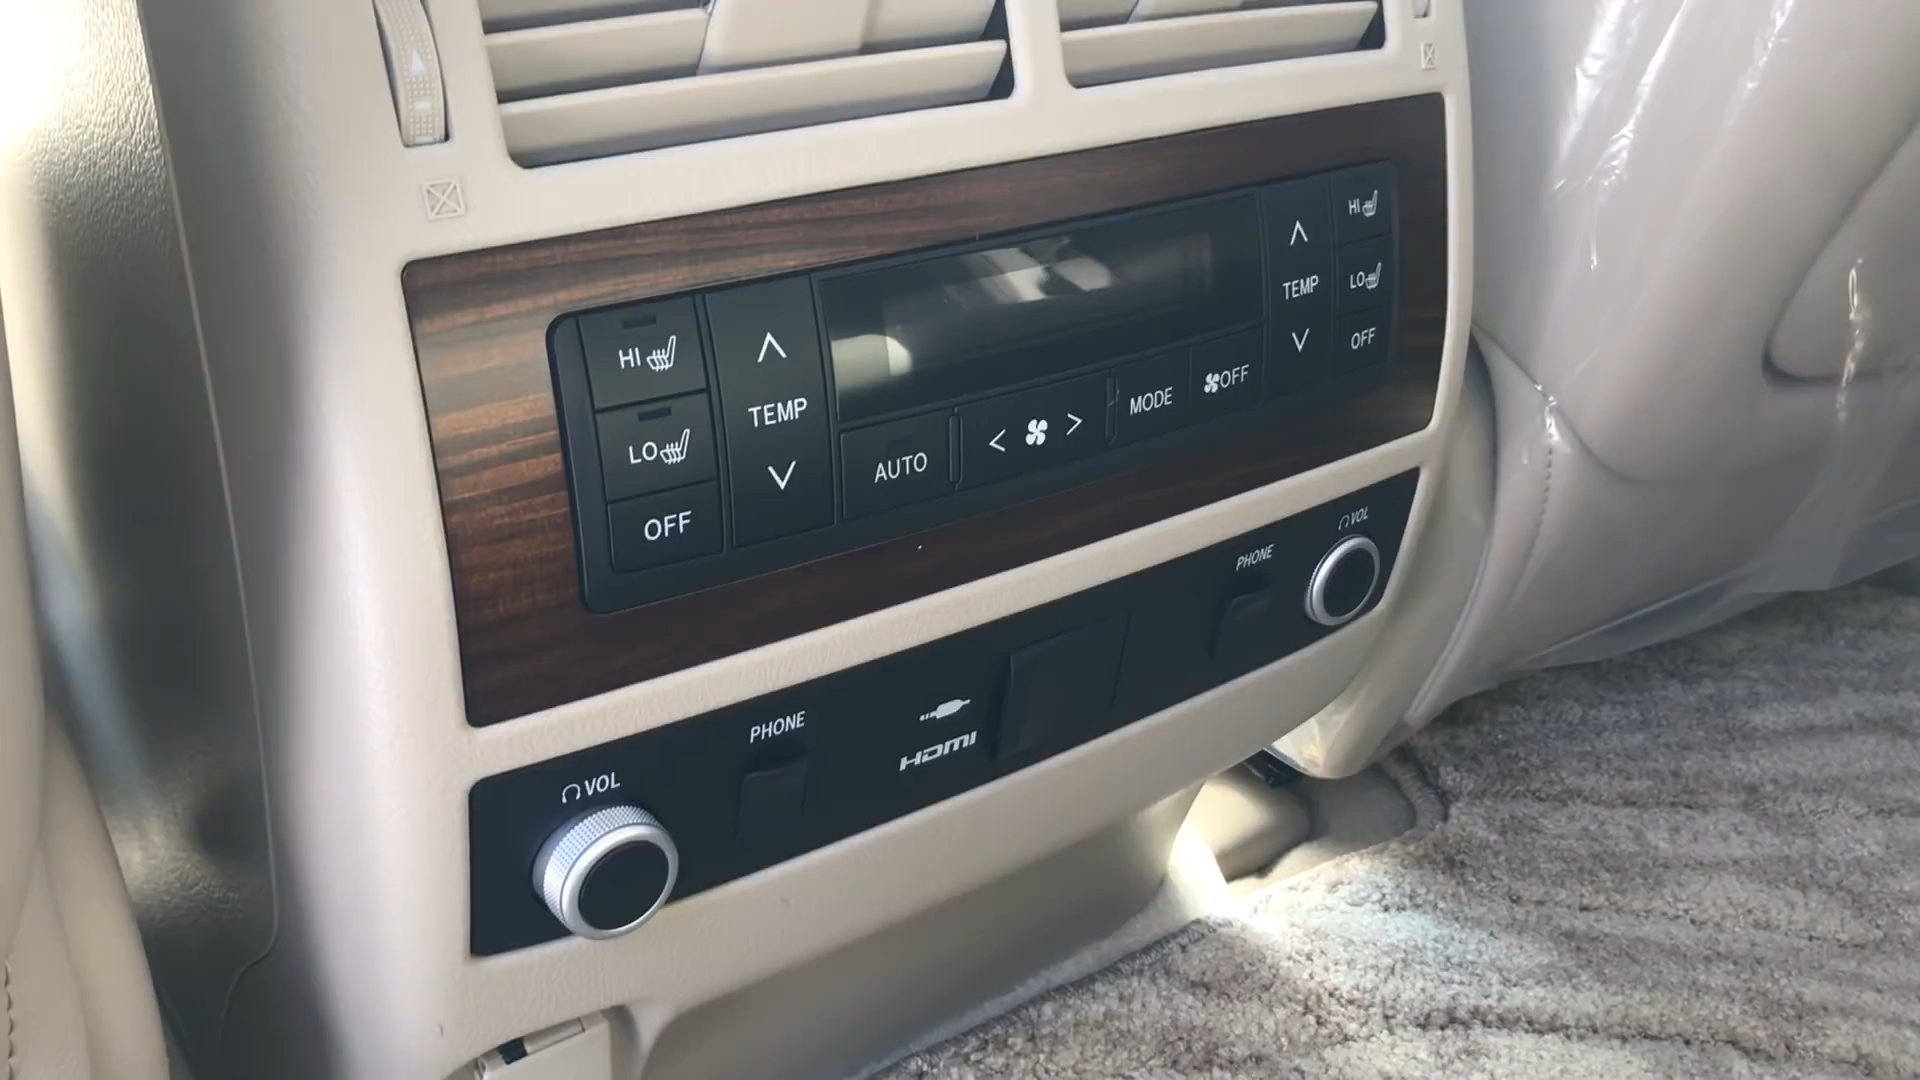 HI
LO
OFF
TEMP
AUTO
MODE
OFF
TEMP
HI
LO
OFF
VOL
PHONE
HDMI
PHONE
VOL